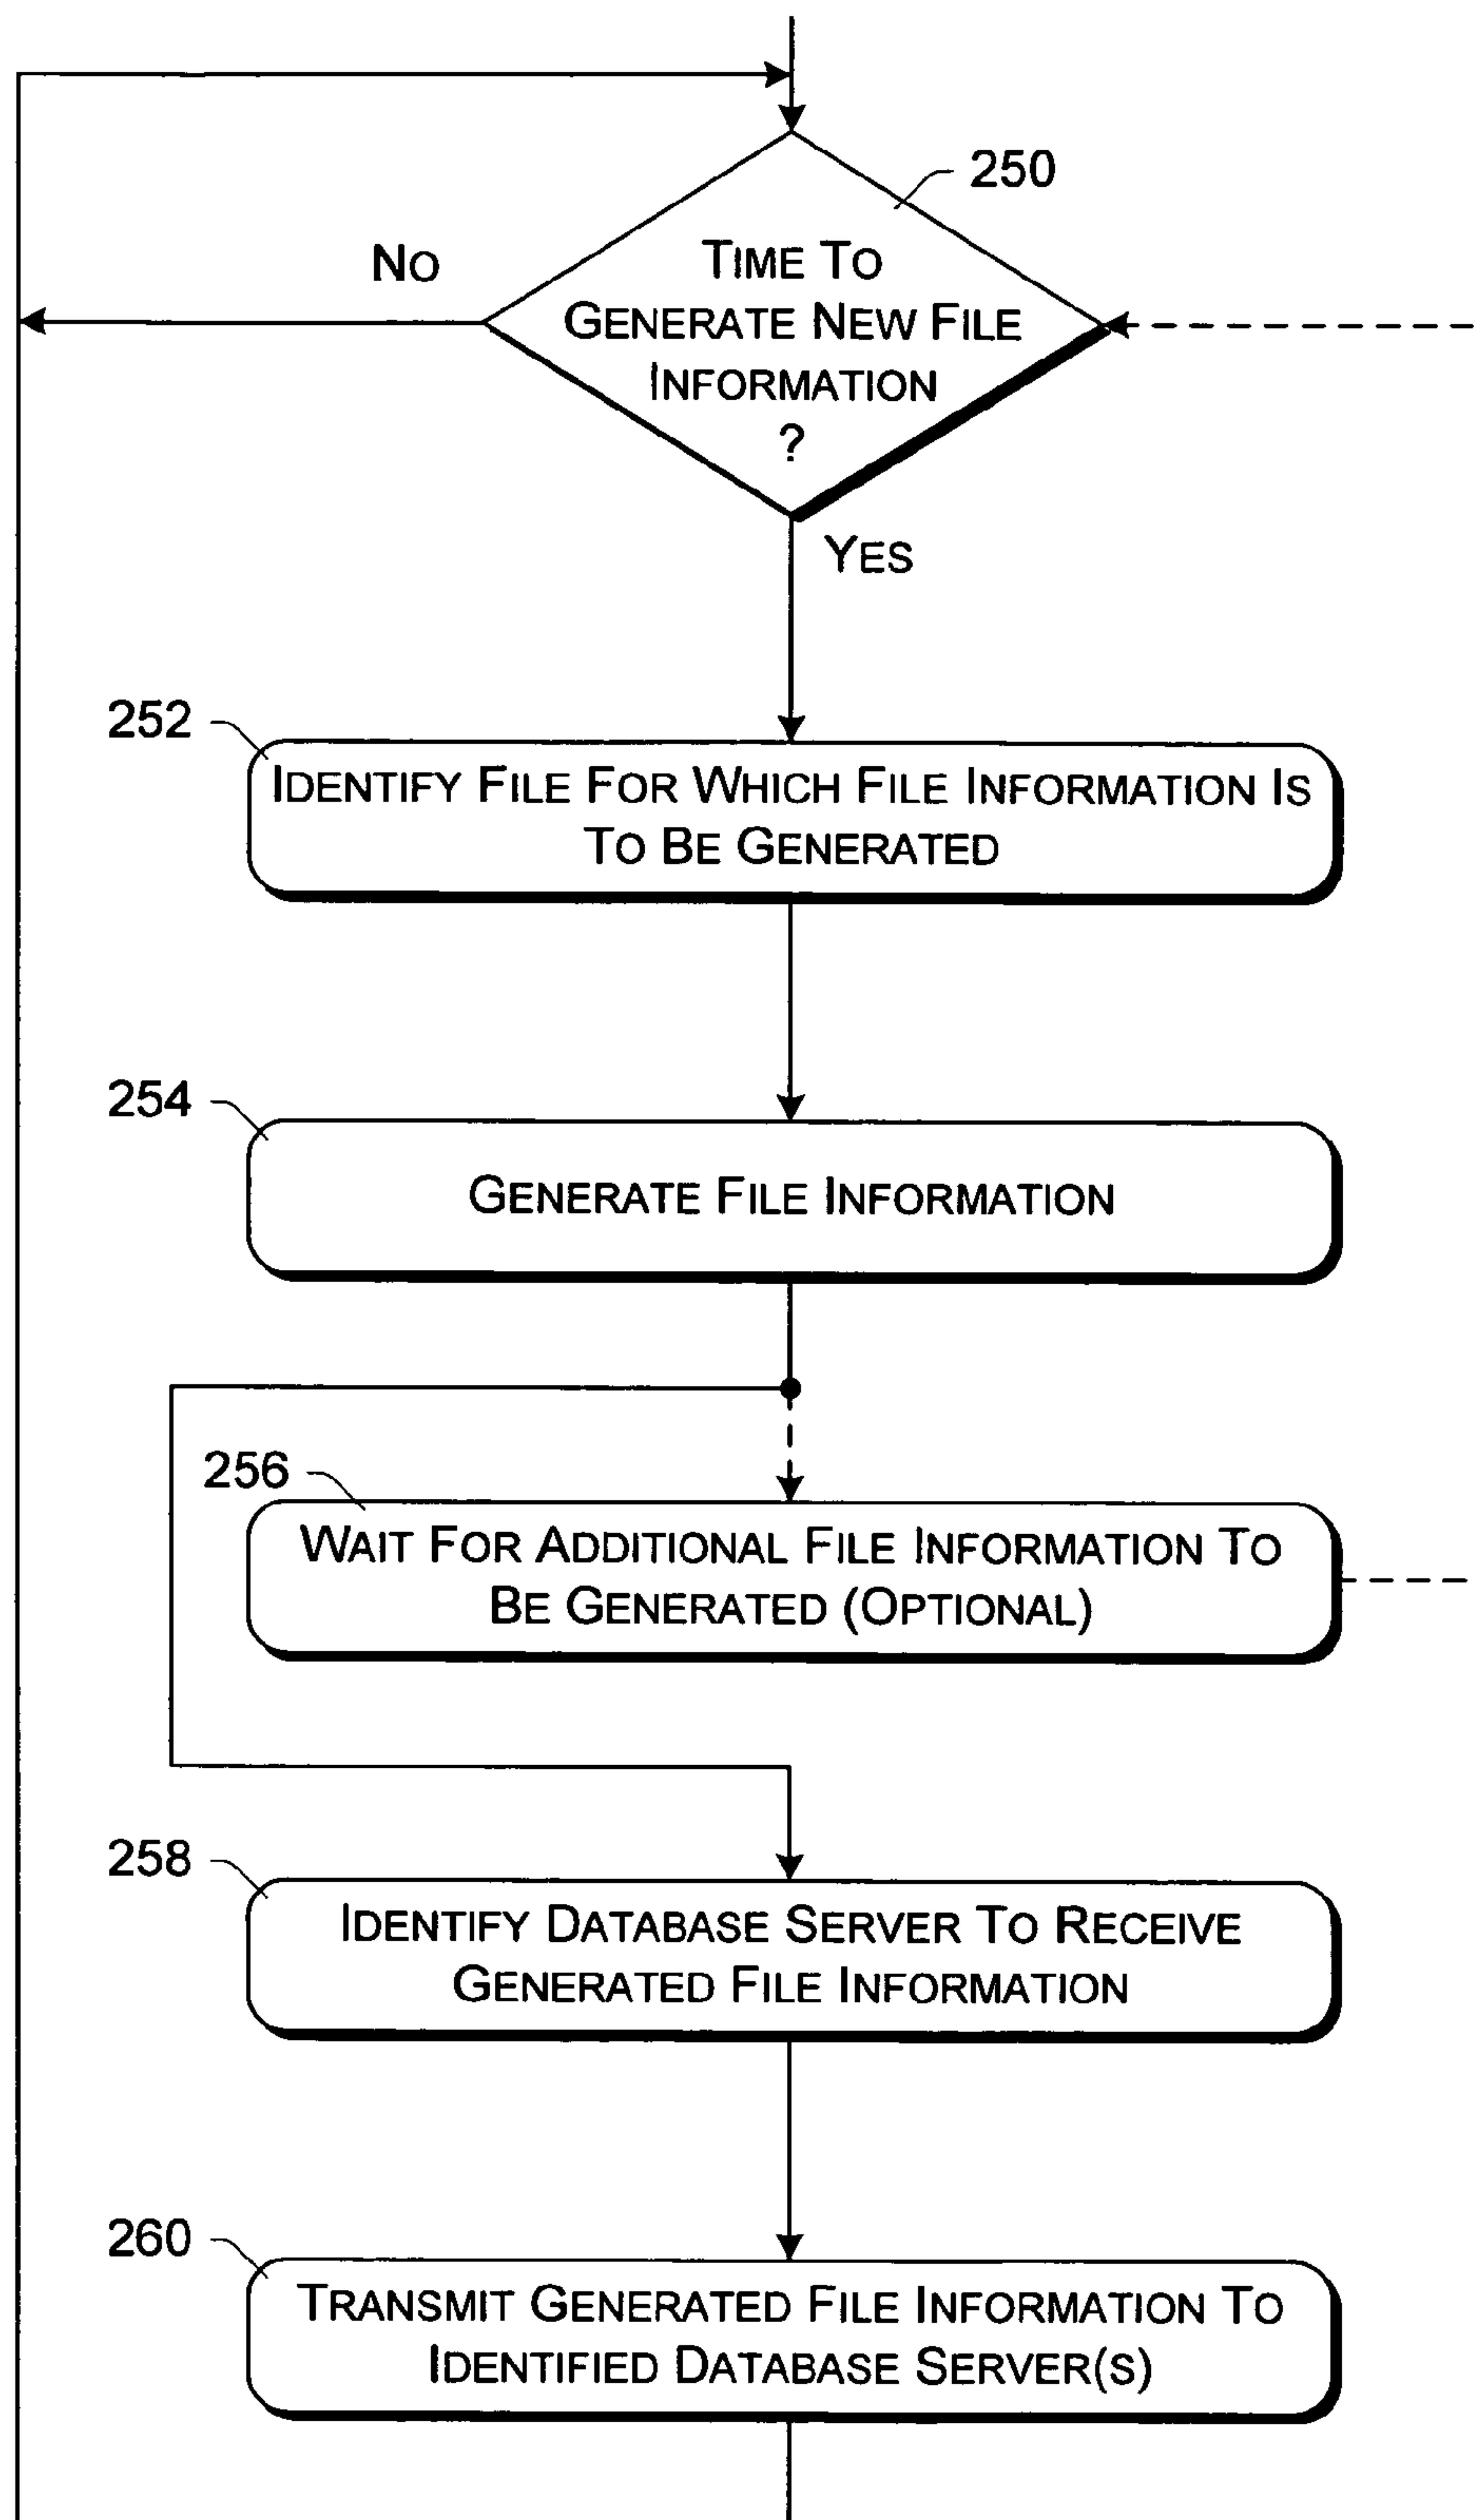 250
NO
TIME TO
GENERATE NEW FILE
INFORMATION
?
YES
252
IDENTIFY FILE FOR WHICH FILE INFORMATION IS
TO BE GENERATED
254
GENERATE FILE INFORMATION
256
WAIT FOR ADDITIONAL FILE INFORMATION TO
BE GENERATED (OPTIONAL)
258
IDENTIFY DATABASE SERVER TO RECEIVE
GENERATED FILE INFORMATION
260
TRANSMIT GENERATED FILE INFORMATION TO
IDENTIFIED DATABASE SERVER(S)